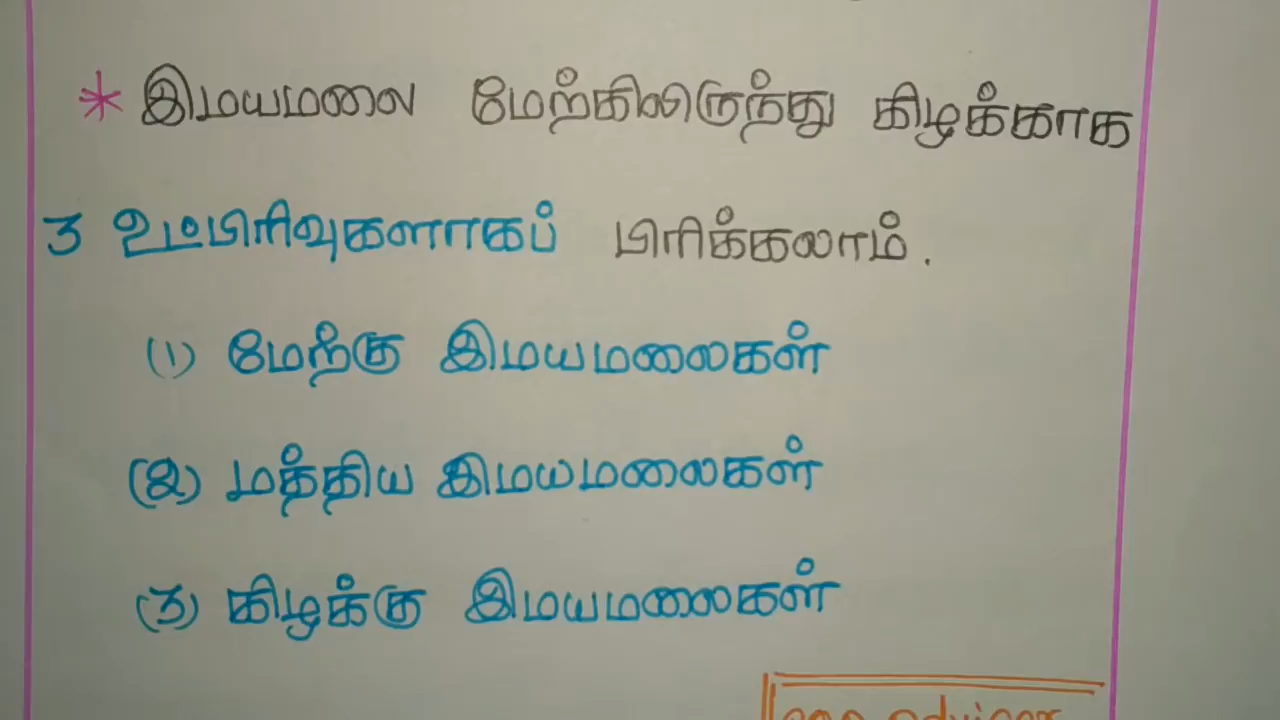 * இமயமலை மேற்கிலிருந்து கிழக்காக
3 உட்பிரிவுகளாகப் பிரிக்கலாம்.
(1) மேற்கு இமயமலைகள்
(2) மத்திய இமயமலைகள்
(3) கிழக்கு இமயமலைகள்